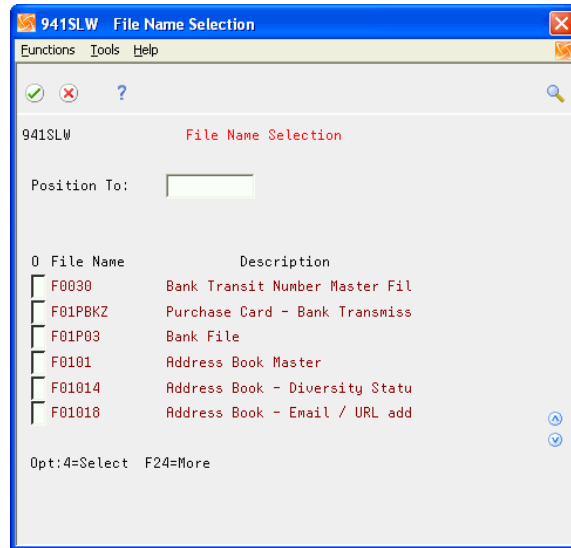 941SLW File Name Selection
Functions Tools Help
?
941SLW File Name Selection
Position To:
O File Name Description
F0030 Bank Transit Number Master Fil
F01PBKZ Purchase Card - Bank Transmiss
F01P03 Bank File
F0101 Address Book Master
F01014 Address Book - Diversity Statu
F01018 Address Book - Email / URL add
Opt:4=Select F24=More